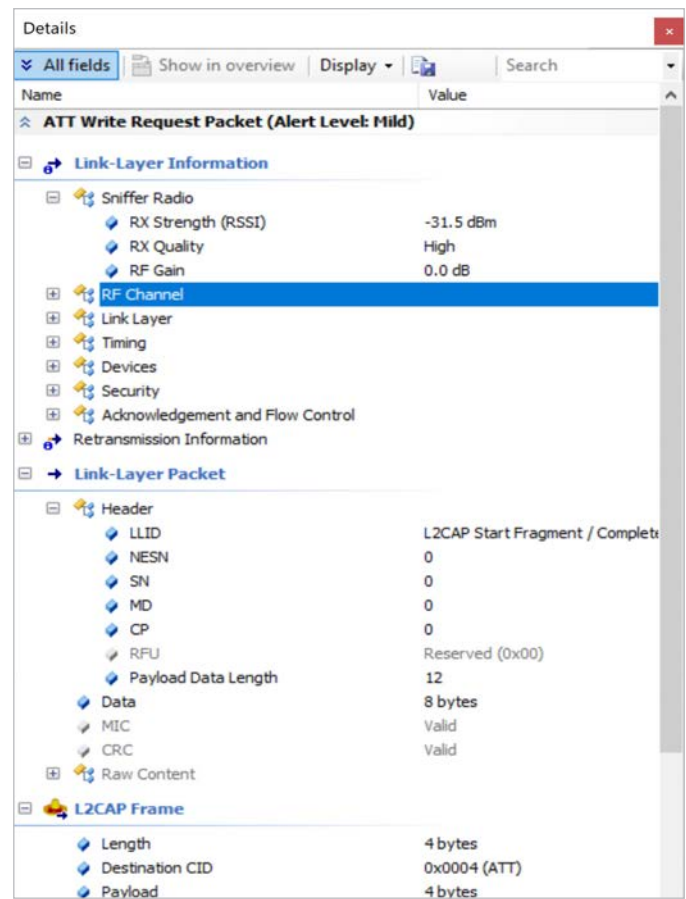 Details
All fields Show in overview Display Search
Name Value
ATT Write Request Packet (Alert Level: Mild)
Link-Layer Information
Sniffer Radio
RX Strength (RSSI) -31.5 dBm
RX Quality High
RF Gain 0.0 dB
RF Channel
Link Layer
Timing
Devices
Security
Acknowledgement and Flow Control
Retransmission Information
Link-Layer Packet
Header
LLID L2CAP Start Fragment / Complete
NESN 0
SN 0
MD 0
CP 0
RFU Reserved (0x00)
Payload Data Length 12
Data 8 bytes
MIC Valid
CRC Valid
Raw Content
L2CAP Frame
Length 4 bytes
Destination CID 0x0004 (ATT)
Payload 4 bytes